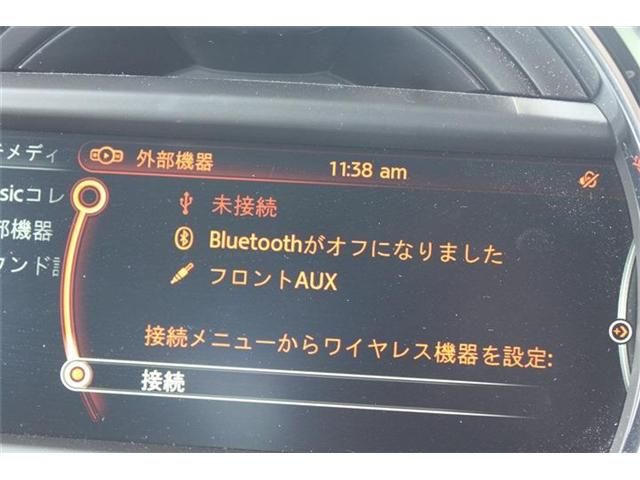 外部機器
11:38 am
メディ
sicコレ
部機器
ウンド
未接続
Bluetoothがオフになりました
フロントAUX
接続メニューからワイヤレス機器を設定:
接続